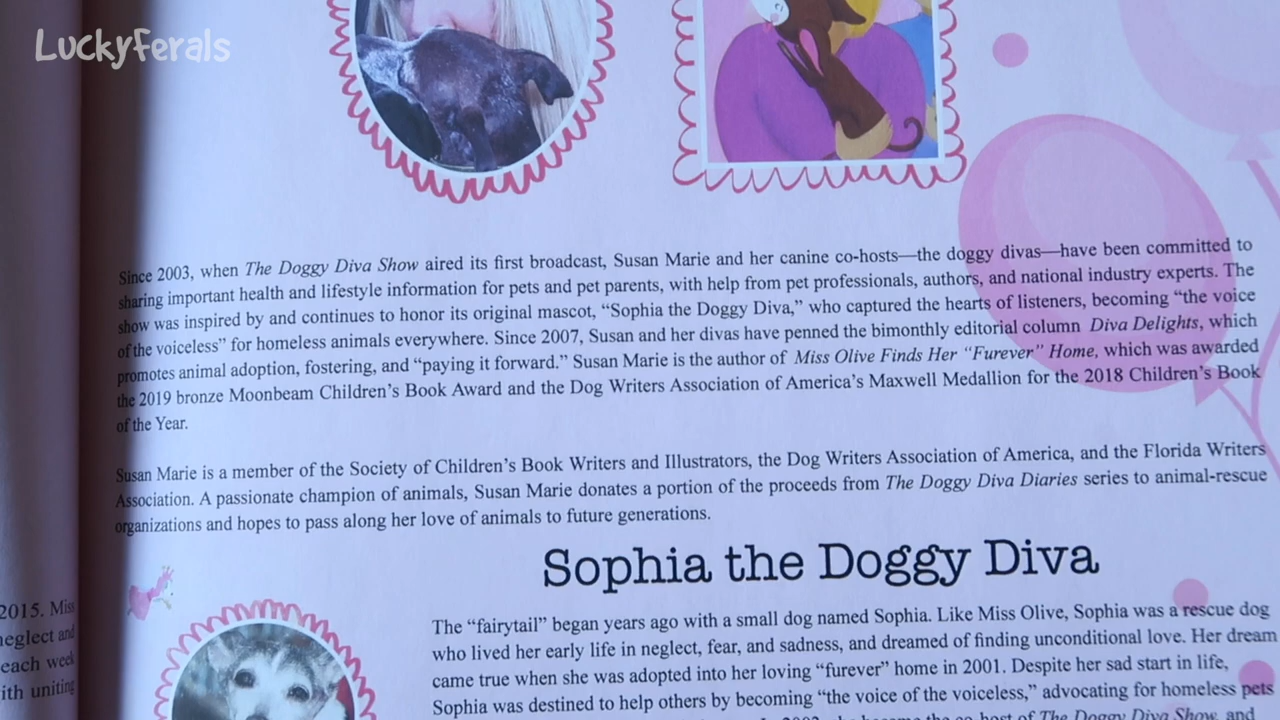 LuckyFerals
Since 2003, when The Doggy Diva Show aired its first broadcast, Susan Marie and her canine co-hosts—the doggy divas—have been committed to
sharing important health and lifestyle information for pets and pet parents, with help from pet professionals, authors, and national industry experts. The
show was inspired by and continues to honor its original mascot, “Sophia the Doggy Diva,” who captured the hearts of listeners, becoming “the voice
of the voiceless” for homeless animals everywhere. Since 2007, Susan and her divas have penned the bimonthly editorial column Diva Delights, which
promotes animal adoption, fostering, and “paying it forward.” Susan Marie is the author of Miss Olive Finds Her “Furever” Home, which was awarded
the 2019 bronze Moonbeam Children’s Book Award and the Dog Writers Association of America’s Maxwell Medallion for the 2018 Children’s Book
of the Year.
Susan Marie is a member of the Society of Children’s Book Writers and Illustrators, the Dog Writers Association of America, and the Florida Writers
Association. A passionate champion of animals, Susan Marie donates a portion of the proceeds from The Doggy Diva Diaries series to animal-rescue
organizations and hopes to pass along her love of animals to future generations.
Sophia the Doggy Diva
The “fairytail” began years ago with a small dog named Sophia. Like Miss Olive, Sophia was a rescue dog
who lived her early life in neglect, fear, and sadness, and dreamed of finding unconditional love. Her dream
came true when she was adopted into her loving “furever” home in 2001. Despite her sad start in life,
Sophia was destined to help others by becoming “the voice of the voiceless,” advocating for homeless pets
the co-host of The Doggy Diva Show, and
2015. Miss
neglect and
each week
ith uniting